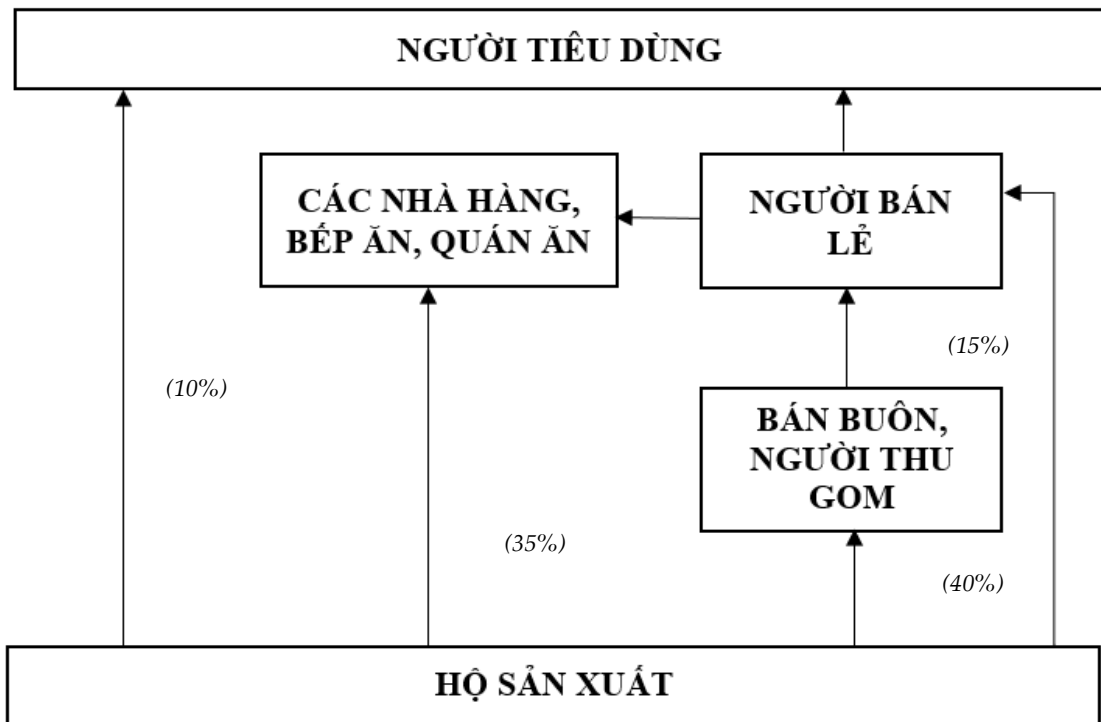 NGƯỜI TIÊU DÙNG
CÁC NHÀ HÀNG,
BẾP ĂN, QUÁN ĂN
NGƯỜI BÁN
LẺ
(15%)
(10%)
BÁN BUÔN,
NGƯỜI THU
GOM
(35%)
(40%)
HỘ SẢN XUẤT